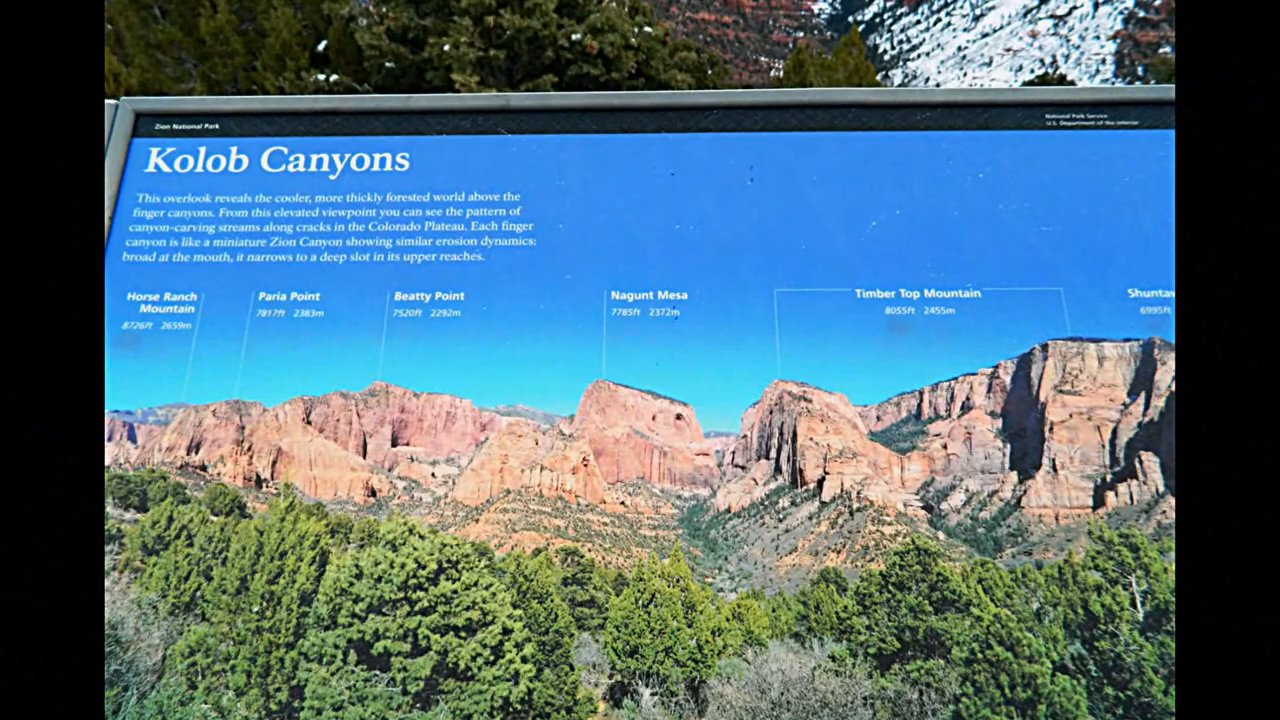 Zion National Park
National Park Service
U.S. Department of the Interior
Kolob Canyons
This overlook reveals the cooler, more thickly forested world above the
finger canyons. From this elevated viewpoint you can see the pattern of
canyon-carving streams along cracks in the Colorado Plateau. Each finger
canyon is like a miniature Zion Canyon showing similar erosion dynamics:
broad at the mouth, it narrows to a deep slot in its upper reaches.
Horse Ranch
Mountain
8726ft 2659m
Paria Point
7817ft 2383m
Beatty Point
7520ft 2292m
Nagunt Mesa
7785ft 2372m
Timber Top Mountain
8055ft 2455m
Shuntav
6995ft